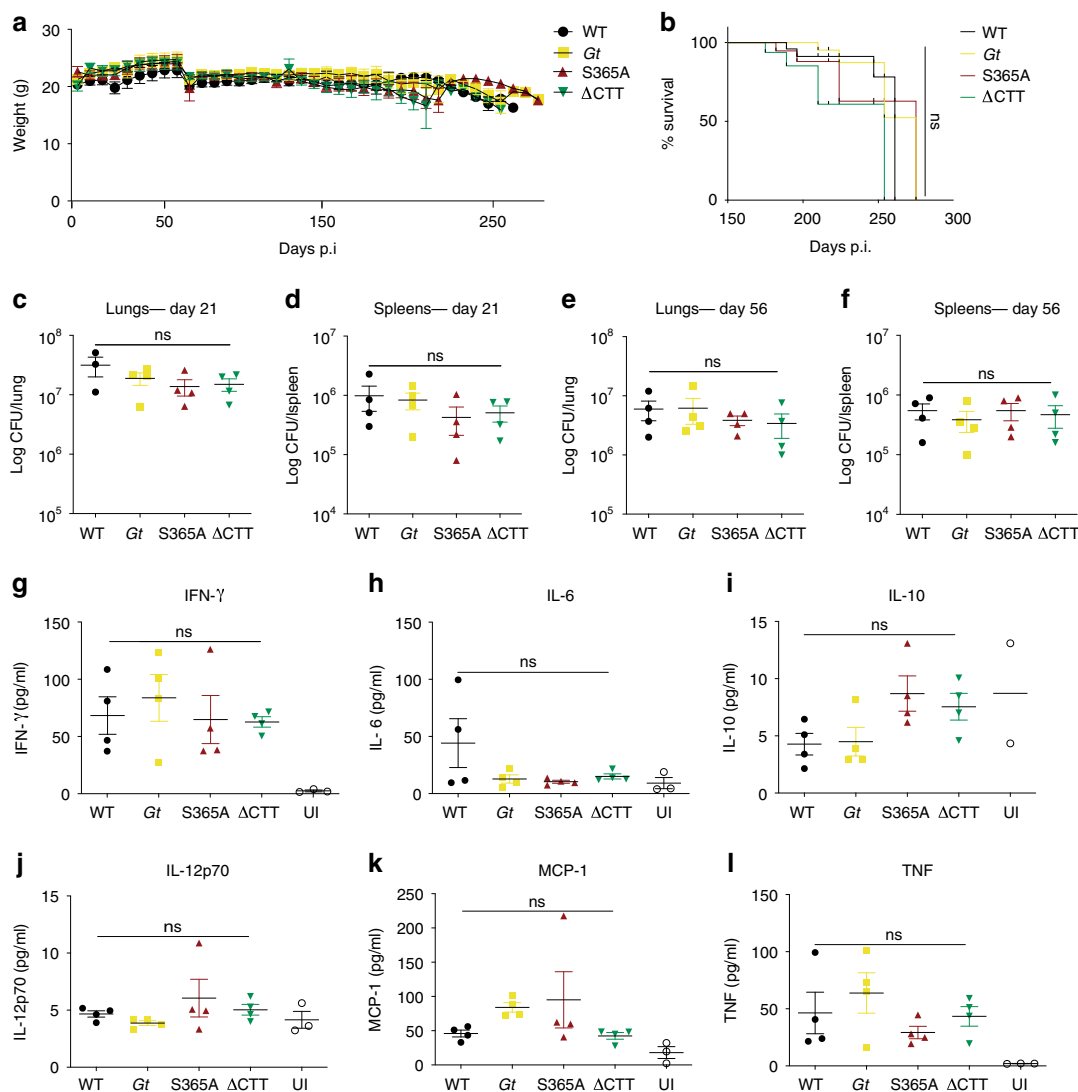 a
30
20
10
0
Weight (g)
0
50
150
250
Days p.i
WT
Gt
S365A
ΔCTT
b
100
50
0
% survival
150
200
250
300
Days p.i.
ns
WT
Gt
S365A
ΔCTT
c
Lungs— day 21
ns
10^8
10^7
10^6
10^5
Log CFU/lung
WT Gt S365A ΔCTT
d
Spleens— day 21
ns
10^7
10^6
10^5
10^4
Log CFU/spleen
WT Gt S365A ΔCTT
e
Lungs— day 56
ns
10^8
10^7
10^6
10^5
Log CFU/lung
WT Gt S365A ΔCTT
f
Spleens— day 56
ns
10^7
10^6
10^5
10^4
Log CFU/spleen
WT Gt S365A ΔCTT
g
IFN-γ
ns
150
100
50
0
IFN- γ (pg/ml)
WT Gt S365A ΔCTT UI
h
IL-6
ns
150
100
50
0
IL- 6 (pg/ml)
WT Gt S365A ΔCTT UI
i
IL-10
ns
15
10
5
0
IL-10 (pg/ml)
WT Gt S365A ΔCTT UI
j
IL-12p70
ns
15
10
5
0
IL-12p70 (pg/ml)
WT Gt S365A ΔCTT UI
k
MCP-1
ns
250
200
150
100
50
0
MCP-1 (pg/ml)
WT Gt S365A ΔCTT UI
l
TNF
ns
150
100
50
0
TNF (pg/ml)
WT Gt S365A ΔCTT UI